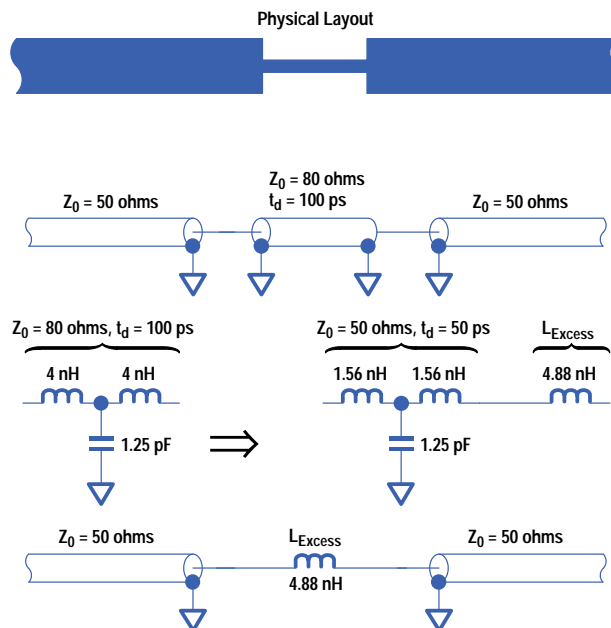 Physical Layout
Z0 = 80 ohms
td = 100 ps
Z0 = 50 ohms
Z0 = 50 ohms
Z0 = 80 ohms, td = 100 ps
Z0 = 50 ohms, td = 50 ps
LExcess
4 nH
4 nH
1.56 nH
1.56 nH
4.88 nH
1.25 pF
1.25 pF
Z0 = 50 ohms
LExcess
Z0 = 50 ohms
4.88 nH